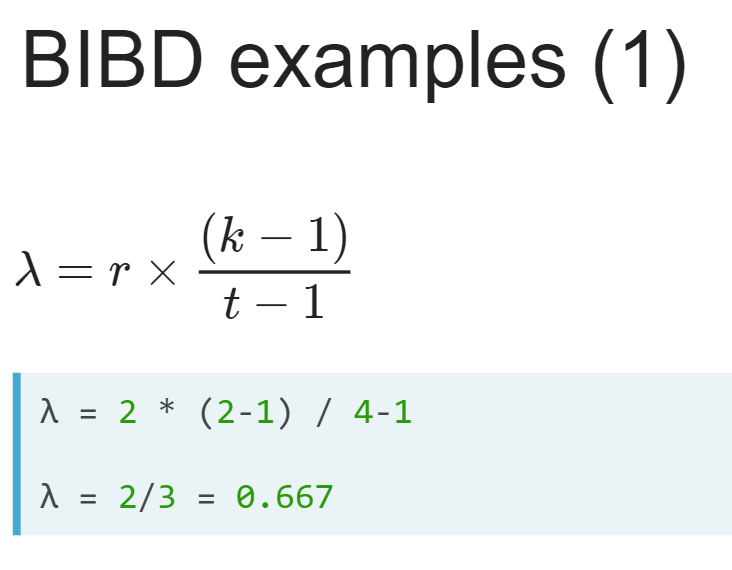 BIBD examples (1)
λ = r × (k − 1) / t − 1
λ = 2 * (2-1) / 4-1
λ = 2/3 = 0.667